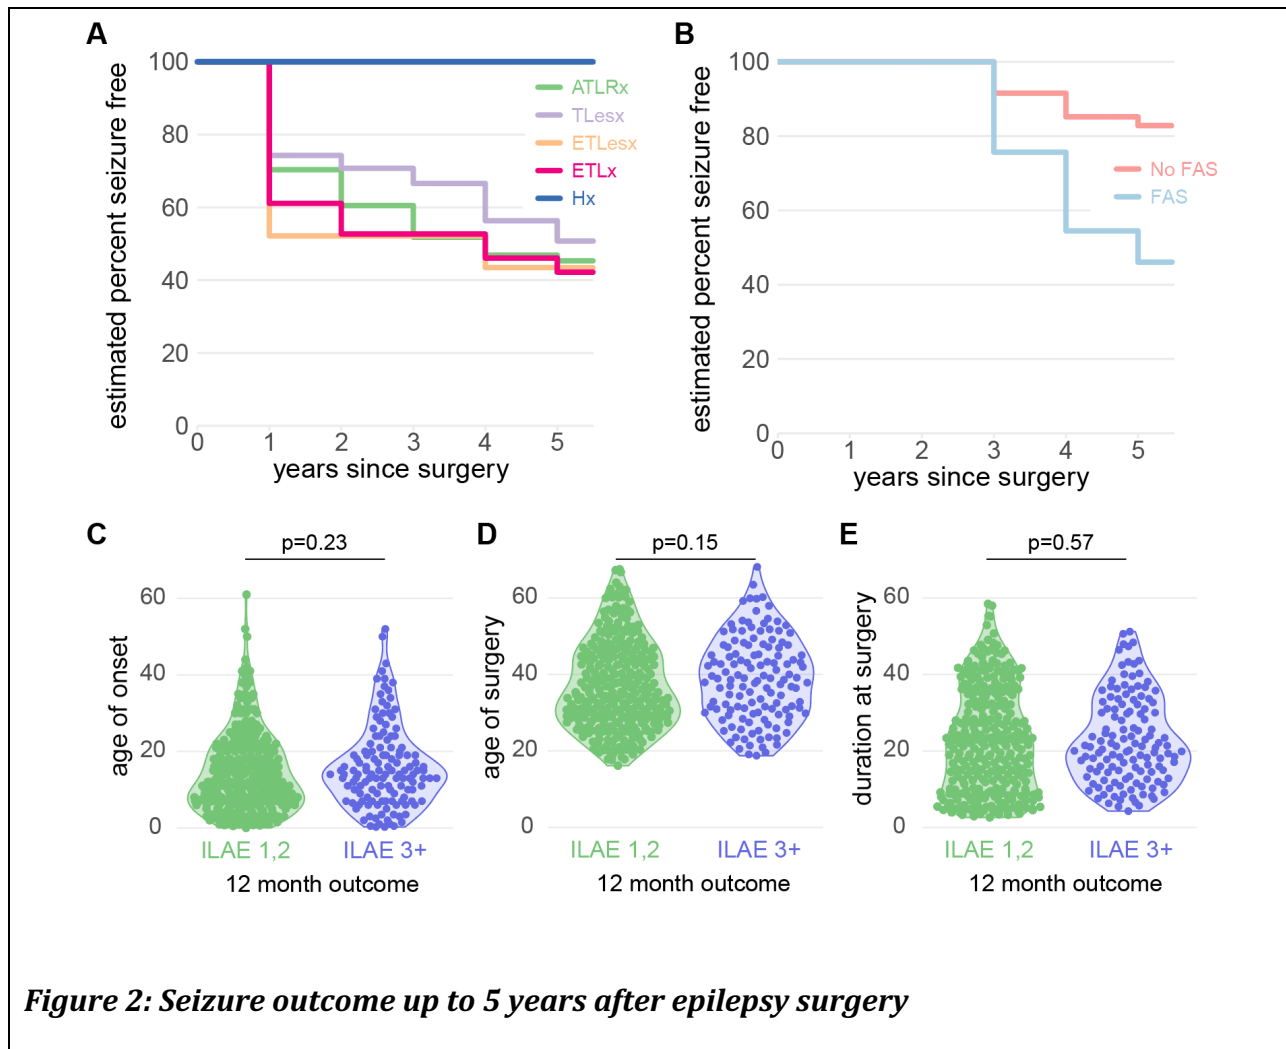 A
estimated percent seizure free
100
80
60
40
20
0
0 1 2 3 4 5
years since surgery
ATLRx
TLesx
ETLesx
ETLx
Hx
B
estimated percent seizure free
100
80
60
40
20
0
0 1 2 3 4 5
years since surgery
No FAS
FAS
C
p=0.23
age of onset
60
40
20
0
ILAE 1,2 ILAE 3+
12 month outcome
D
p=0.15
age of surgery
60
40
20
0
ILAE 1,2 ILAE 3+
12 month outcome
E
p=0.57
duration at surgery
60
40
20
0
ILAE 1,2 ILAE 3+
12 month outcome
Figure 2: Seizure outcome up to 5 years after epilepsy surgery